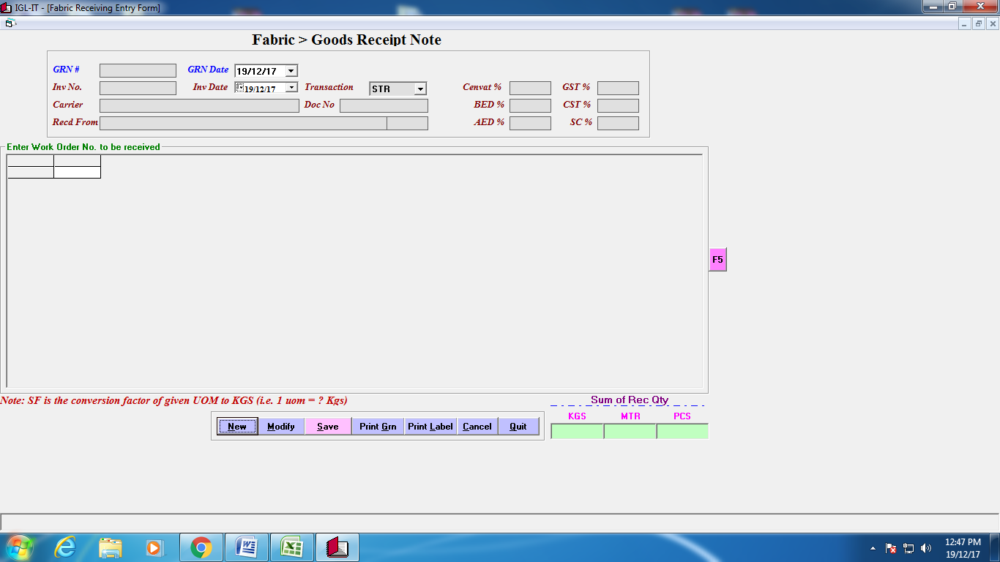 IGL-IT - [Fabric Receiving Entry Form]
Fabric > Goods Receipt Note
GRN # GRN Date 19/12/17
Inv No. Inv Date 19/12/17 Transaction STR Cenvat % GST %
Carrier Doc No BED % CST %
Recd From AED % SC %
Enter Work Order No. to be received
F5
Note: SF is the conversion factor of given UOM to KGS (i.e. 1 uom = ? Kgs)
Sum of Rec Qty
KGS MTR PCS
New Modify Save Print Grn Print Label Cancel Quit
12:47 PM
19/12/17